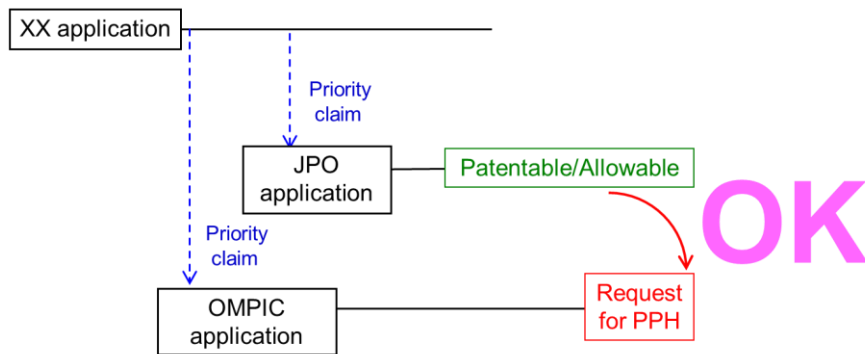 XX application
Priority
claim
JPO
application
Patentable/Allowable
OK
Priority
claim
OMPIC
application
Request
for PPH